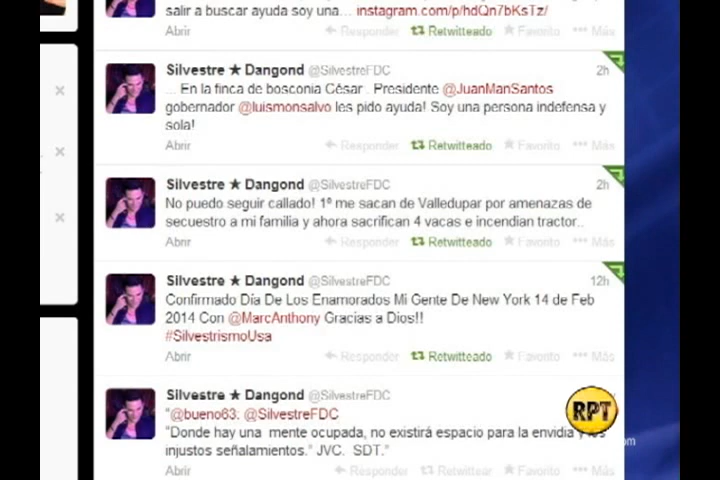 salir a buscar ayuda soy una... instagram.com/p/hdQn7bKsTz/
Abrir Responder Retwitteado Favorito Más
Silvestre ★ Dangond @SilvestreFDC 2h
... En la finca de bosconia César . Presidente @JuanManSantos
gobernador @luismonsalvo les pido ayuda! Soy una persona indefensa y
sola!
Abrir Responder Retwitteado Favorito Más
Silvestre ★ Dangond @SilvestreFDC 2h
No puedo seguir callado! 1º me sacan de Valledupar por amenazas de
secuestro a mi familia y ahora sacrifican 4 vacas e incendian tractor..
Abrir Responder Retwitteado Favorito Más
Silvestre ★ Dangond @SilvestreFDC 12h
Confirmado Día De Los Enamorados Mi Gente De New York 14 de Feb
2014 Con @MarcAnthony Gracias a Dios!!
#SilvestrismoUsa
Abrir Responder Retwitteado Favorito Más
Silvestre ★ Dangond @SilvestreFDC
"@bueno63: @SilvestreFDC
"Donde hay una mente ocupada, no existirá espacio para la envidia y los
injustos señalamientos." JVC. SDT."
Abrir Responder Retwittear Favorito Más
RPT
om